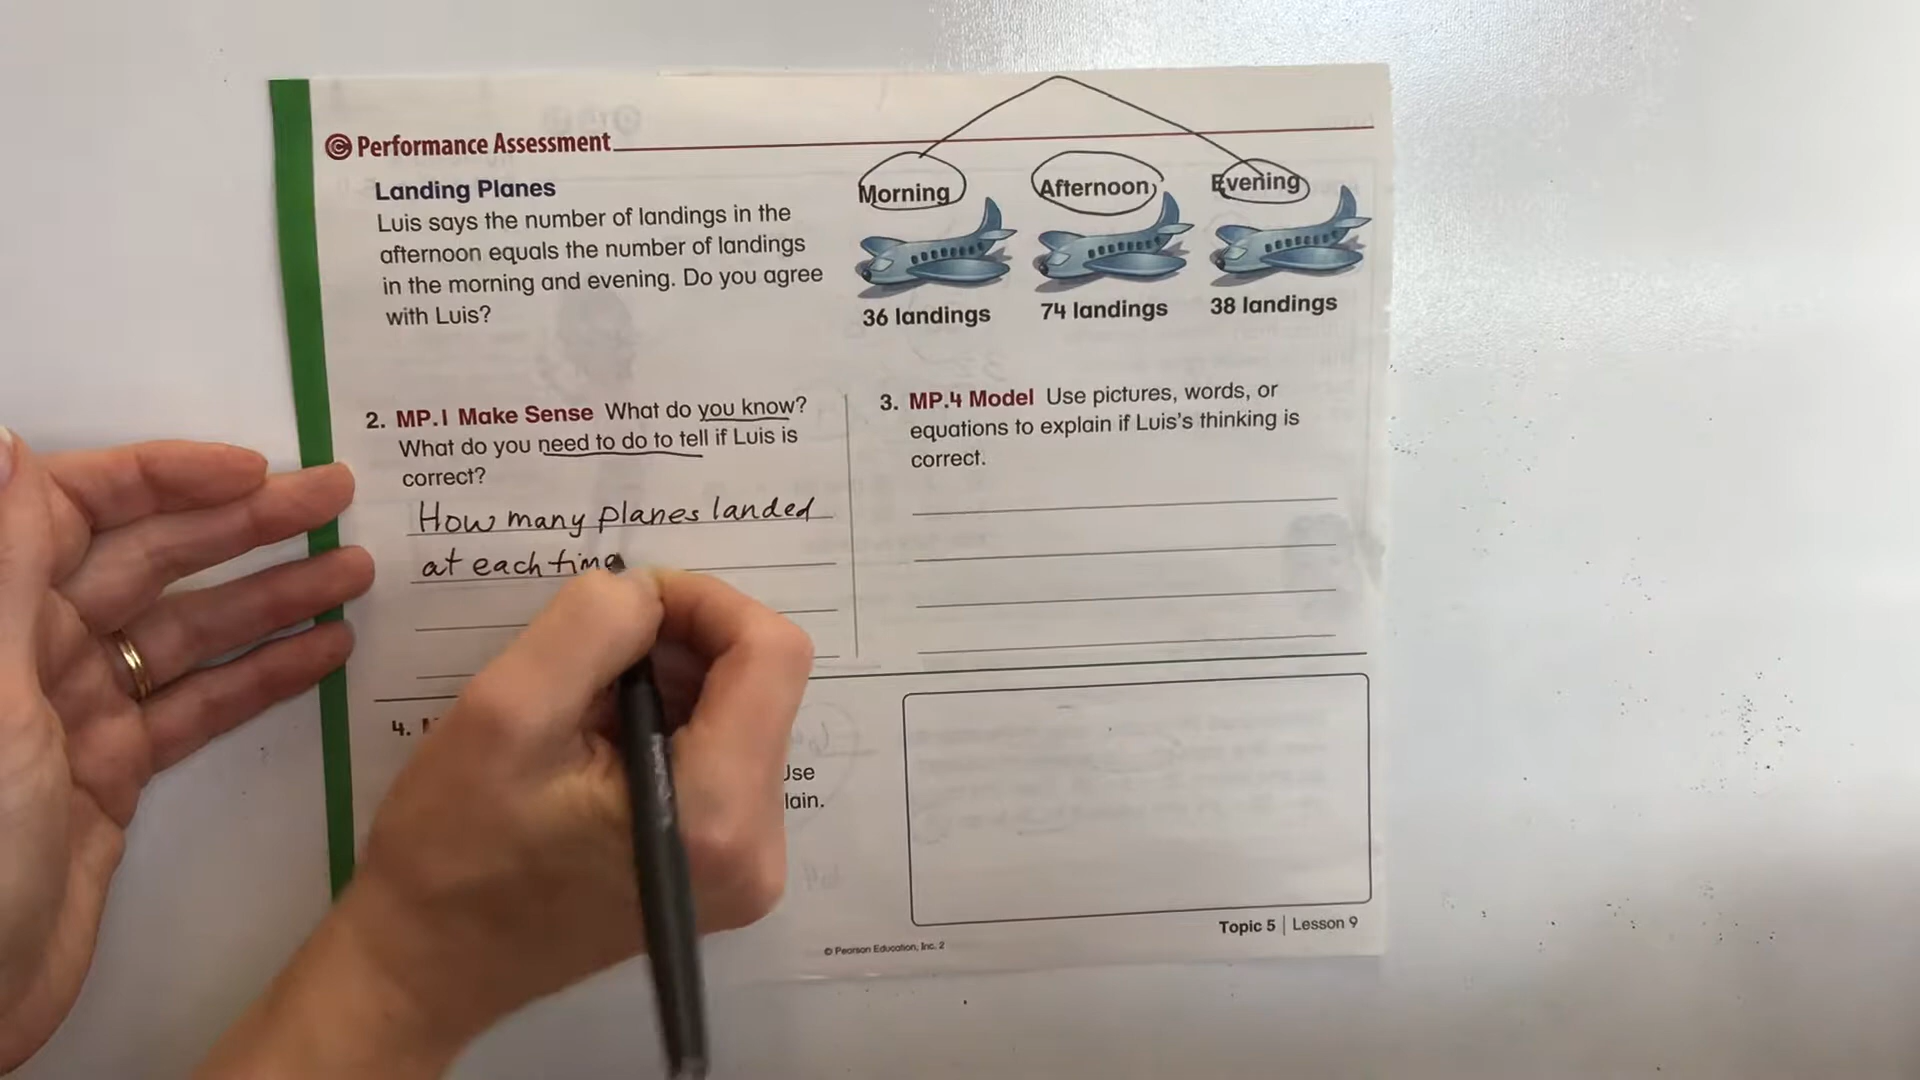 © Performance Assessment
Landing Planes
Luis says the number of landings in the
afternoon equals the number of landings
in the morning and evening. Do you agree
with Luis?
Morning
Afternoon
Evening
36 landings
74 landings
38 landings
2. MP.1 Make Sense What do you know?
What do you need to do to tell if Luis is
correct?
How many planes landed
at each time
3. MP.4 Model Use pictures, words, or
equations to explain if Luis's thinking is
correct.
4.
Use
lain.
Topic 5 | Lesson 9
© Pearson Education, Inc. 2